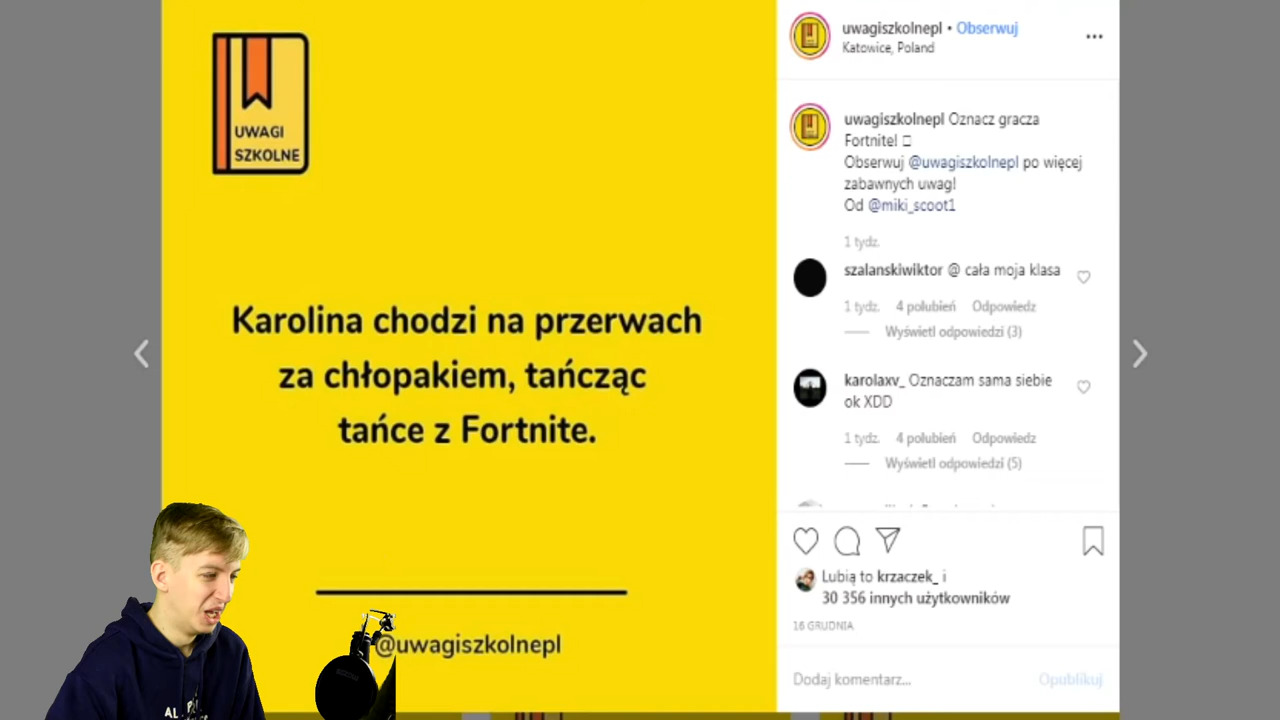 UWAGI
SZKOLNE
Karolina chodzi na przerwach
za chłopakiem, tańcząc
tańce z Fortnite.
@uwagiszkolnepl
uwagiszkolnepl • Obserwuj
Katowice, Poland
uwagiszkolnepl Oznacz gracza
Fortnite!
Obserwuj @uwagiszkolnepl po więcej
zabawnych uwag!
Od @miki_scoot1
1 tydz.
szalanskiwiktor @ cała moja klasa
1 tydz. 4 polubień Odpowiedz
Wyświetl odpowiedzi (3)
karolaxv_ Oznaczam sama siebie
ok XDD
1 tydz. 4 polubień Odpowiedz
Wyświetl odpowiedzi (5)
Lubią to krzaczek_ i
30 356 innych użytkowników
16 GRUDNIA
Dodaj komentarz...
Opublikuj